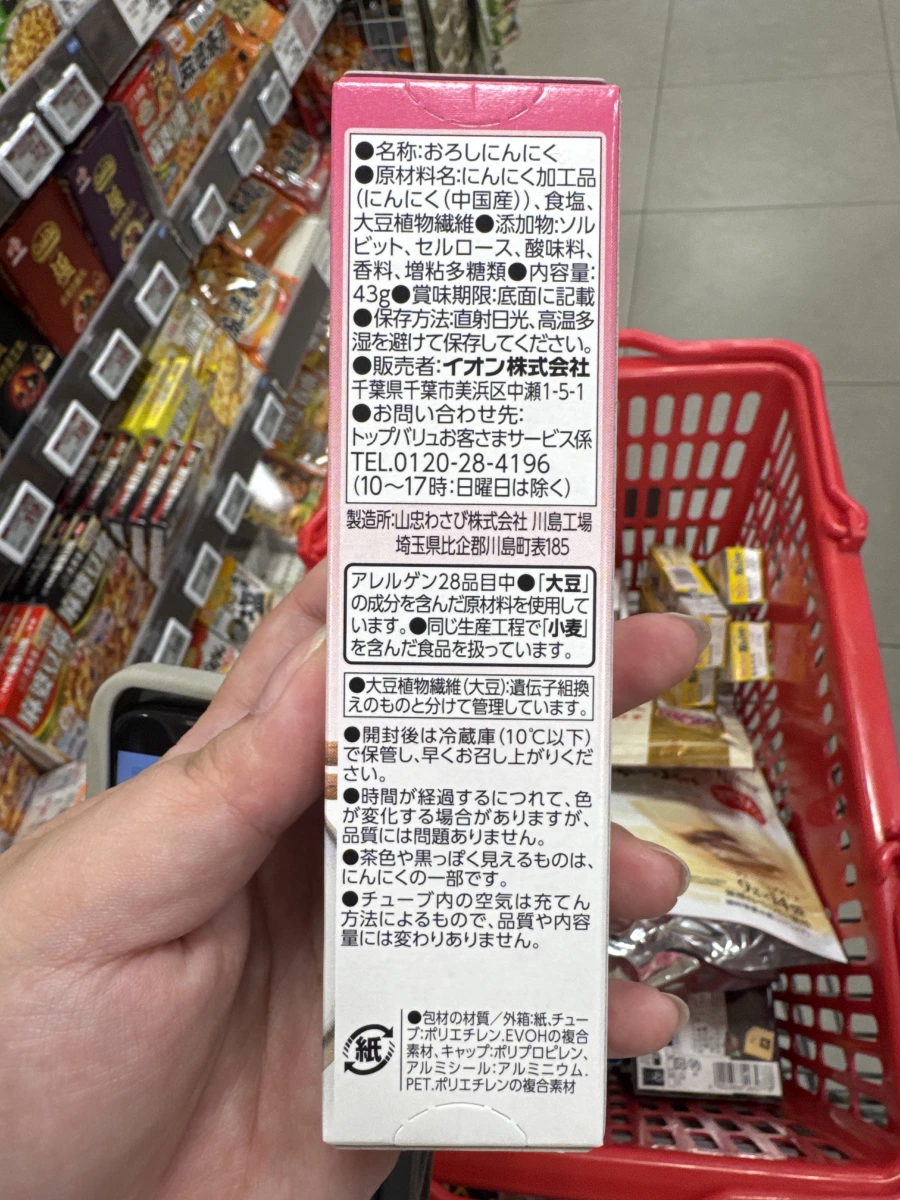 ●名称:おろしにんにく
●原材料名:にんにく加工品
(にんにく(中国産))、食塩、
大豆植物繊維●添加物:ソル
ビット、セルロース、酸味料、
香料、増粘多糖類●内容量:
43g●賞味期限:底面に記載
●保存方法:直射日光、高温多
湿を避けて保存してください。
●販売者:イオン株式会社
千葉県千葉市美浜区中瀬1-5-1
●お問い合わせ先:
トップバリュお客さまサービス係
TEL.0120-28-4196
(10〜17時:日曜日は除く)
製造所:山忠わさび株式会社 川島工場
埼玉県比企郡川島町表185
アレルゲン28品目中●「大豆」
の成分を含んだ原材料を使用して
います。●同じ生産工程で「小麦」
を含んだ食品を扱っています。
●大豆植物繊維(大豆):遺伝子組換
えのものと分けて管理しています。
●開封後は冷蔵庫(10℃以下)
で保管し、早くお召し上がりくだ
さい。
●時間が経過するにつれて、色
が変化する場合がありますが、
品質には問題ありません。
●茶色や黒っぽく見えるものは、
にんにくの一部です。
●チューブ内の空気は充てん
方法によるもので、品質や内容
量には変わりありません。
紙
●包材の材質/外箱:紙、チュー
ブ:ポリエチレン.EVOHの複合
素材、キャップ:ポリプロピレン、
アルミシール:アルミニウム.
PET.ポリエチレンの複合素材